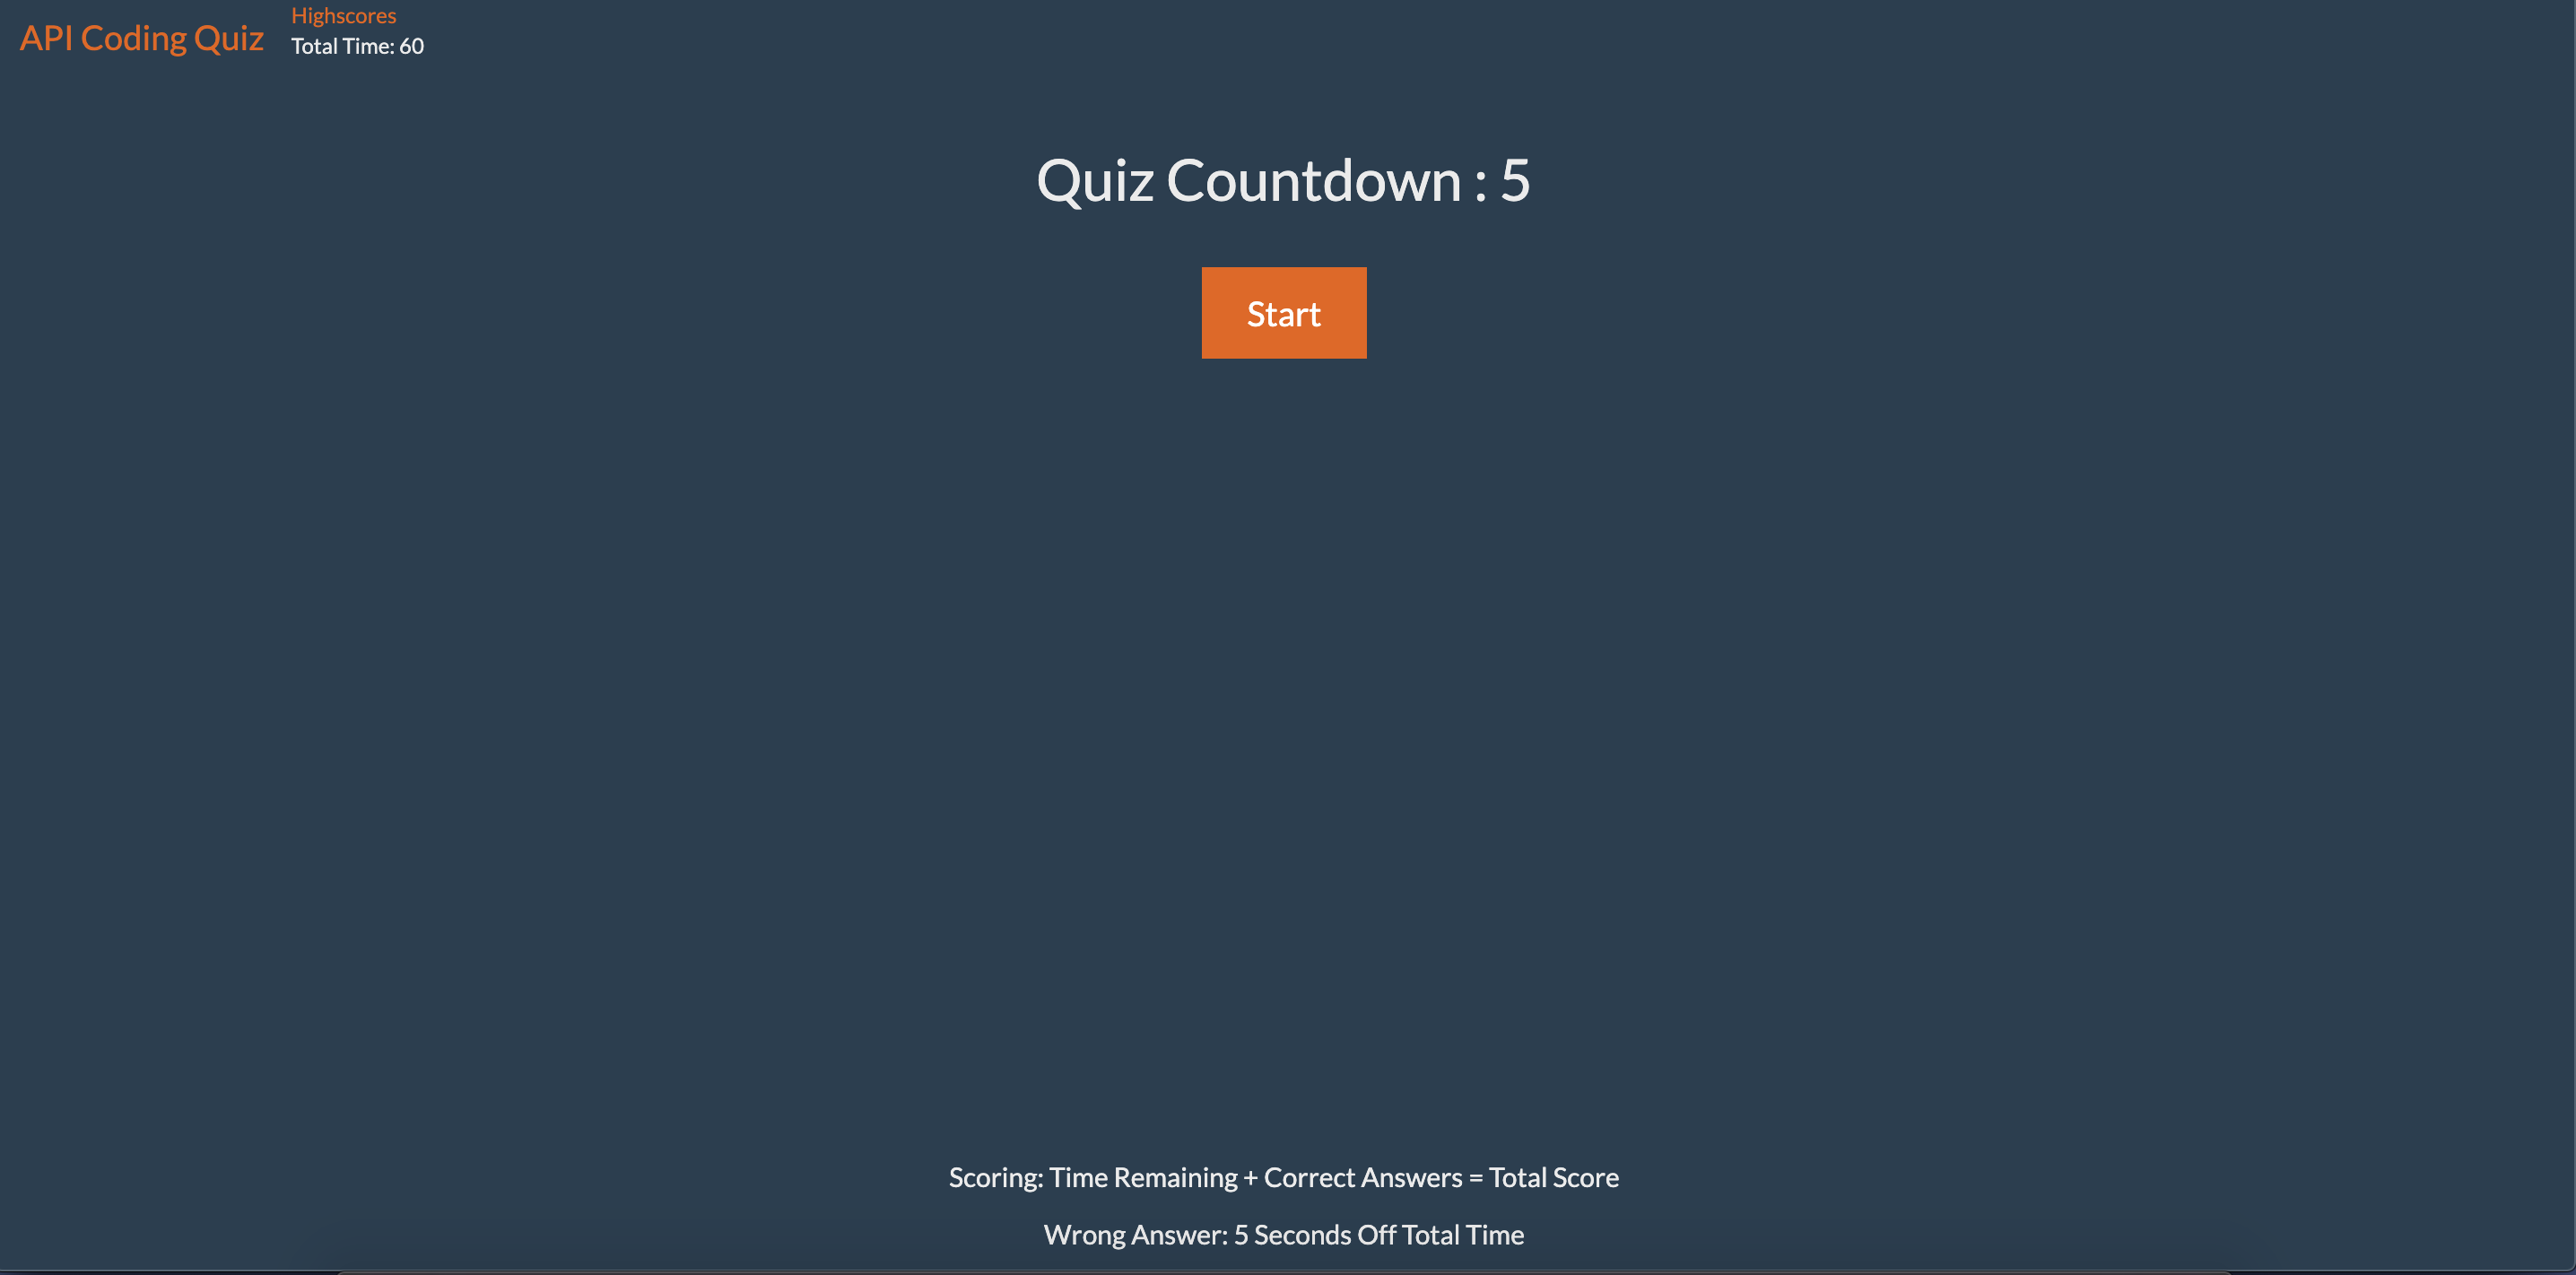 API Coding Quiz
Highscores
Total Time: 60
Quiz Countdown : 5
Start
Scoring: Time Remaining + Correct Answers = Total Score
Wrong Answer: 5 Seconds Off Total Time